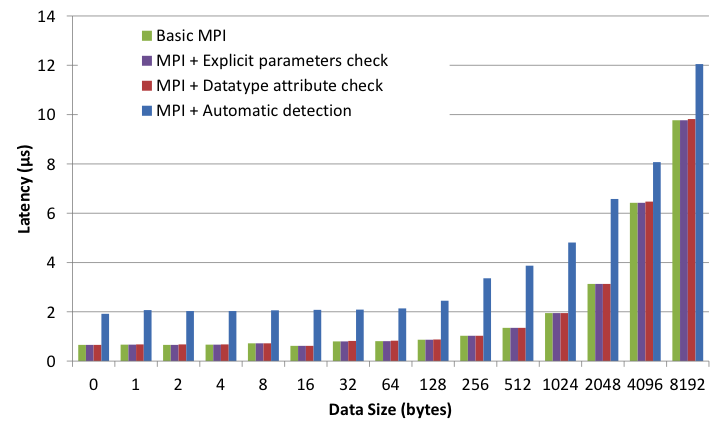 14
12
10
8
6
4
2
0
Latency (μs)
Basic MPI
MPI + Explicit parameters check
MPI + Datatype attribute check
MPI + Automatic detection
0 1 2 4 8 16 32 64 128 256 512 1024 2048 4096 8192
Data Size (bytes)